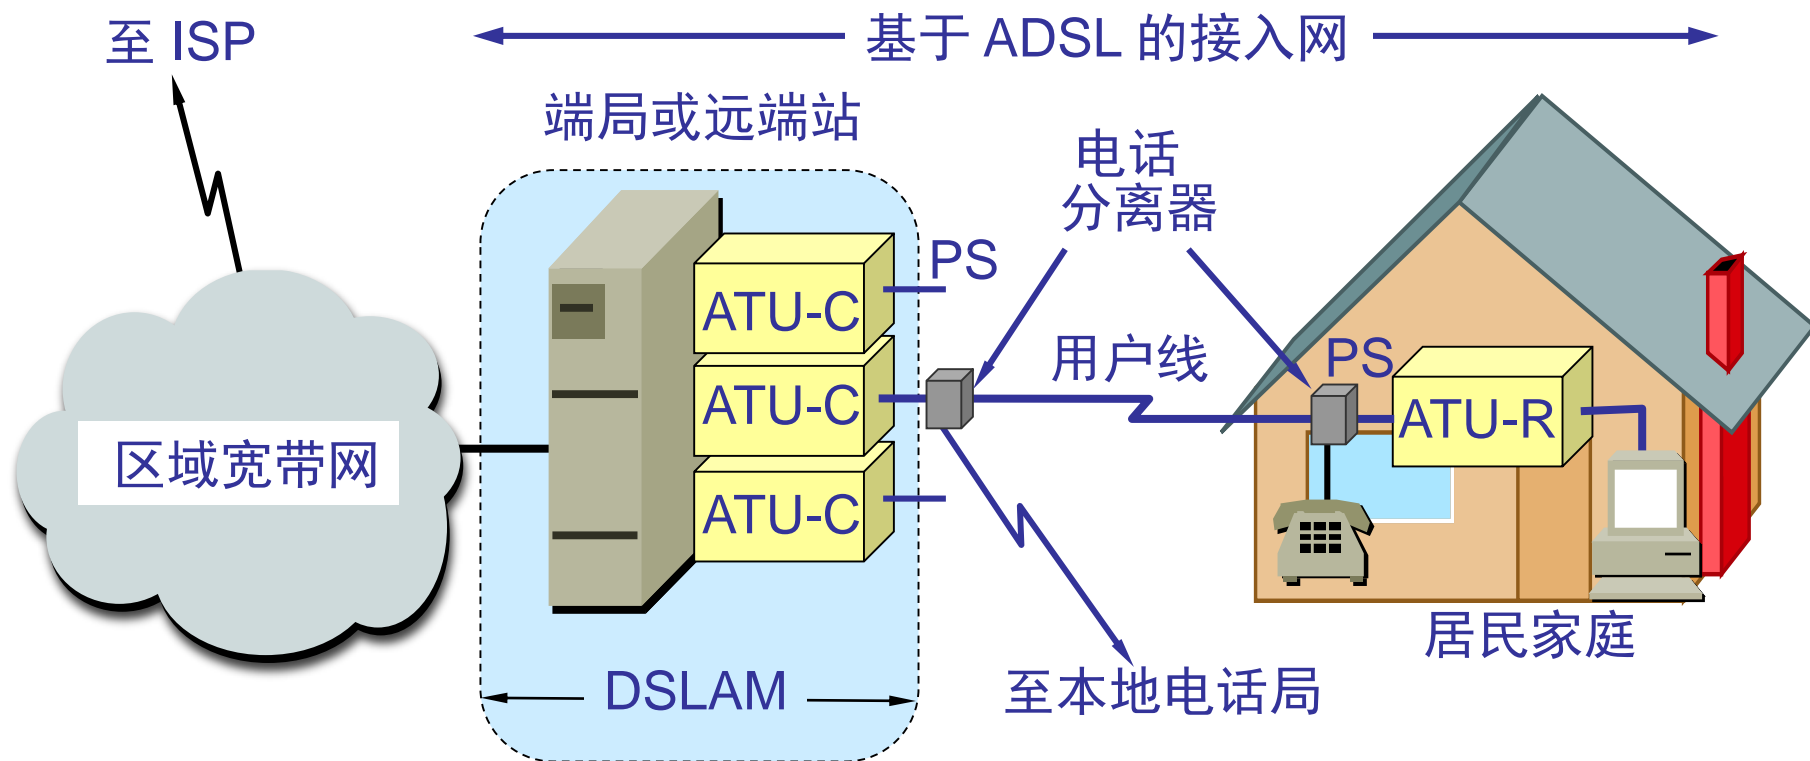 至 ISP
基于 ADSL 的接入网
端局或远端站
电话
分离器
PS
ATU-C
用户线
PS
ATU-C
ATU-R
区域宽带网
ATU-C
居民家庭
DSLAM
至本地电话局